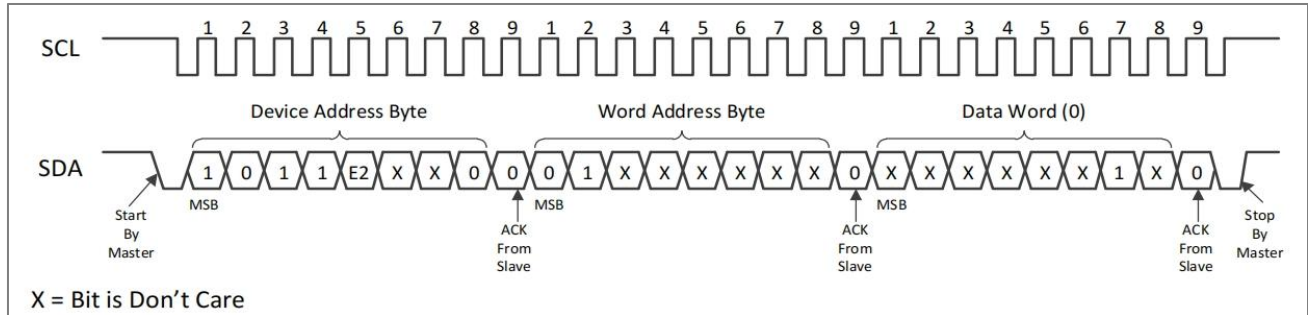 SCL 1 2 3 4 5 6 7 8 9 1 2 3 4 5 6 7 8 9 1 2 3 4 5 6 7 8 9
Device Address Byte Word Address Byte Data Word (0)
SDA 1 0 1 1 E2 X X 0 0 0 1 X X X X X X 0 X X X X X X 1 X 0
MSB MSB MSB
Start
By
Master
ACK
From
Slave
ACK
From
Slave
ACK
From
Slave
Stop
By
Master
X = Bit is Don't Care